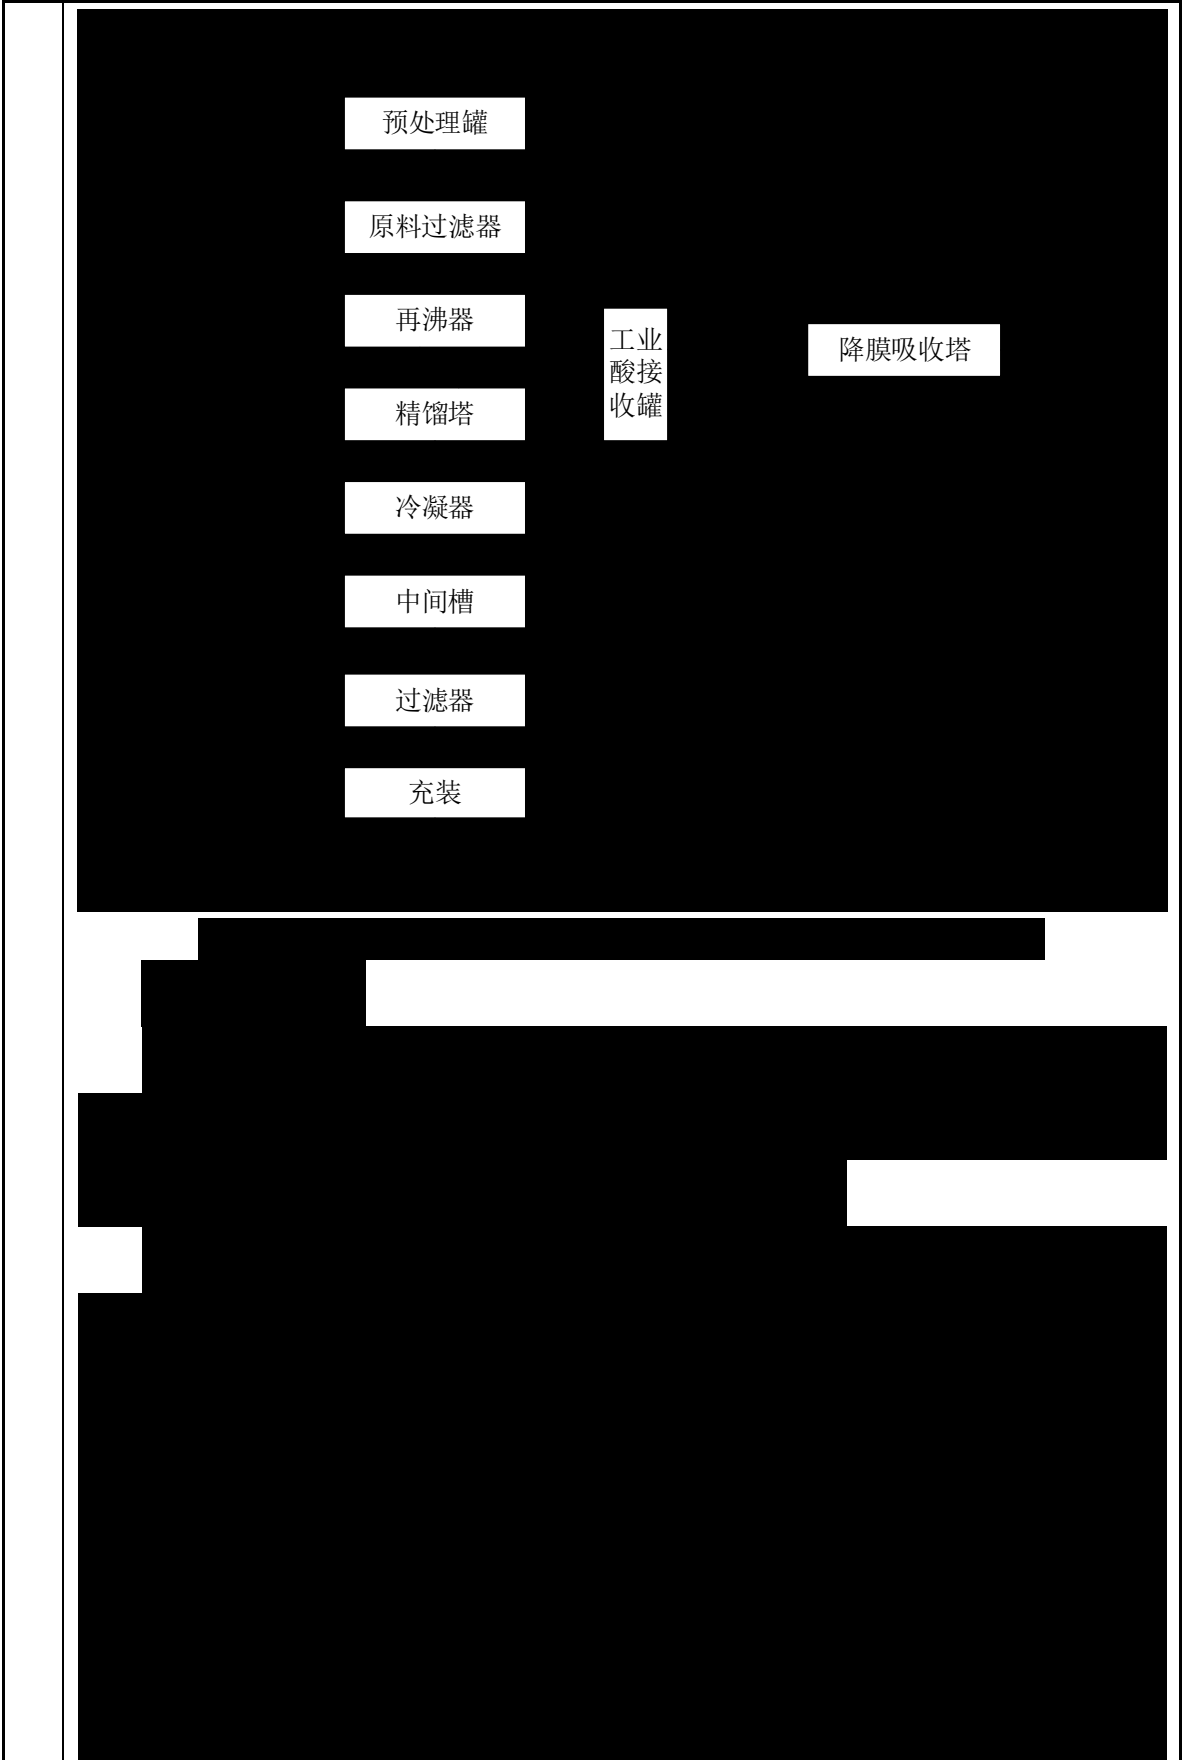 预处理罐
原料过滤器
再沸器
精馏塔
冷凝器
中间槽
过滤器
充装
工业
酸接
收罐
降膜吸收塔